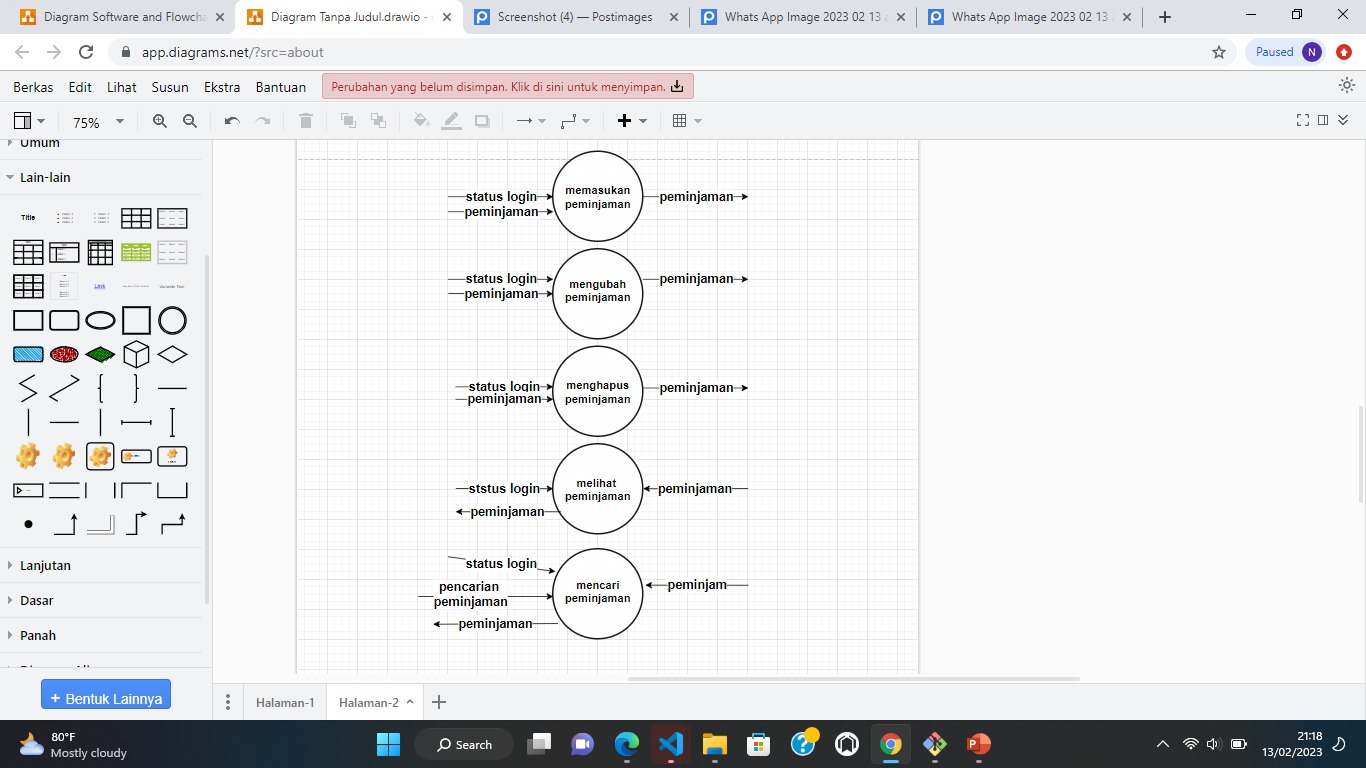 Diagram Software and Flowcha
Diagram Tanpa Judul.drawio -
Screenshot (4) — Postimages
Whats App Image 2023 02 13 a
Whats App Image 2023 02 13
app.diagrams.net/?src=about
Paused
N
Berkas Edit Lihat Susun Ekstra Bantuan
Perubahan yang belum disimpan. Klik di sini untuk menyimpan.
75%
Umum
Lain-lain
Title
Link
Lanjutan
Dasar
Panah
+ Bentuk Lainnya
status login
peminjaman
memasukan
peminjaman
peminjaman
status login
peminjaman
mengubah
peminjaman
peminjaman
status login
peminjaman
menghapus
peminjaman
peminjaman
ststus login
peminjaman
melihat
peminjaman
peminjaman
status login
pencarian
peminjaman
peminjaman
mencari
peminjaman
peminjam
Halaman-1
Halaman-2
80°F
Mostly cloudy
Search
21:18
13/02/2023